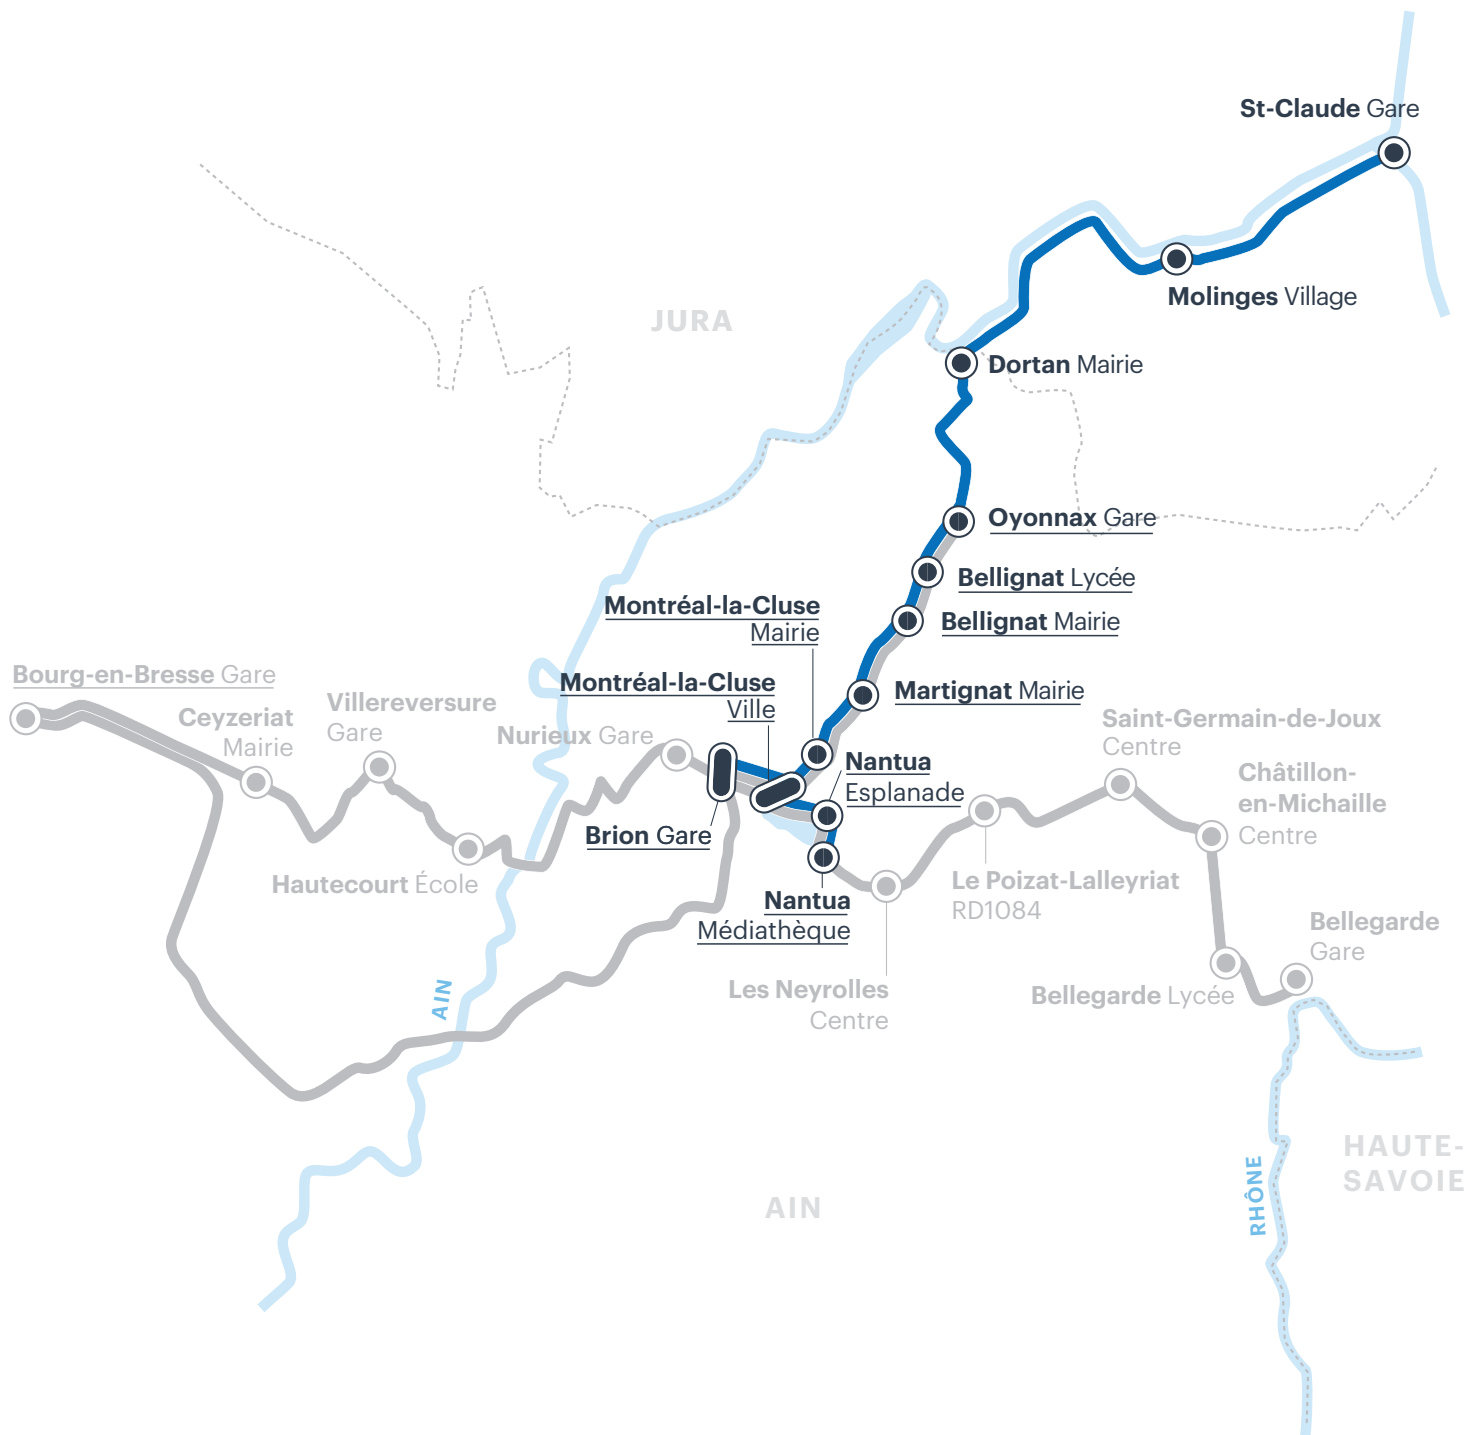 St-Claude Gare
Molinges Village
JURA
Dortan Mairie
Oyonnax Gare
Bellignat Lycée
Montréal-la-Cluse
Mairie
Bellignat Mairie
Bourg-en-Bresse Gare
Montréal-la-Cluse
Ville
Martignat Mairie
Villereversure
Gare
Ceyzeriat
Mairie
Nurieux Gare
Saint-Germain-de-Joux
Centre
Nantua
Esplanade
Châtillon-
en-Michaille
Centre
Brion Gare
Hautecourt École
Le Poizat-Lalleyriat
RD1084
Nantua
Médiathèque
Bellegarde
Gare
Les Neyrolles
Centre
Bellegarde Lycée
AIN
HAUTE-
SAVOIE
RHÔNE
AIN